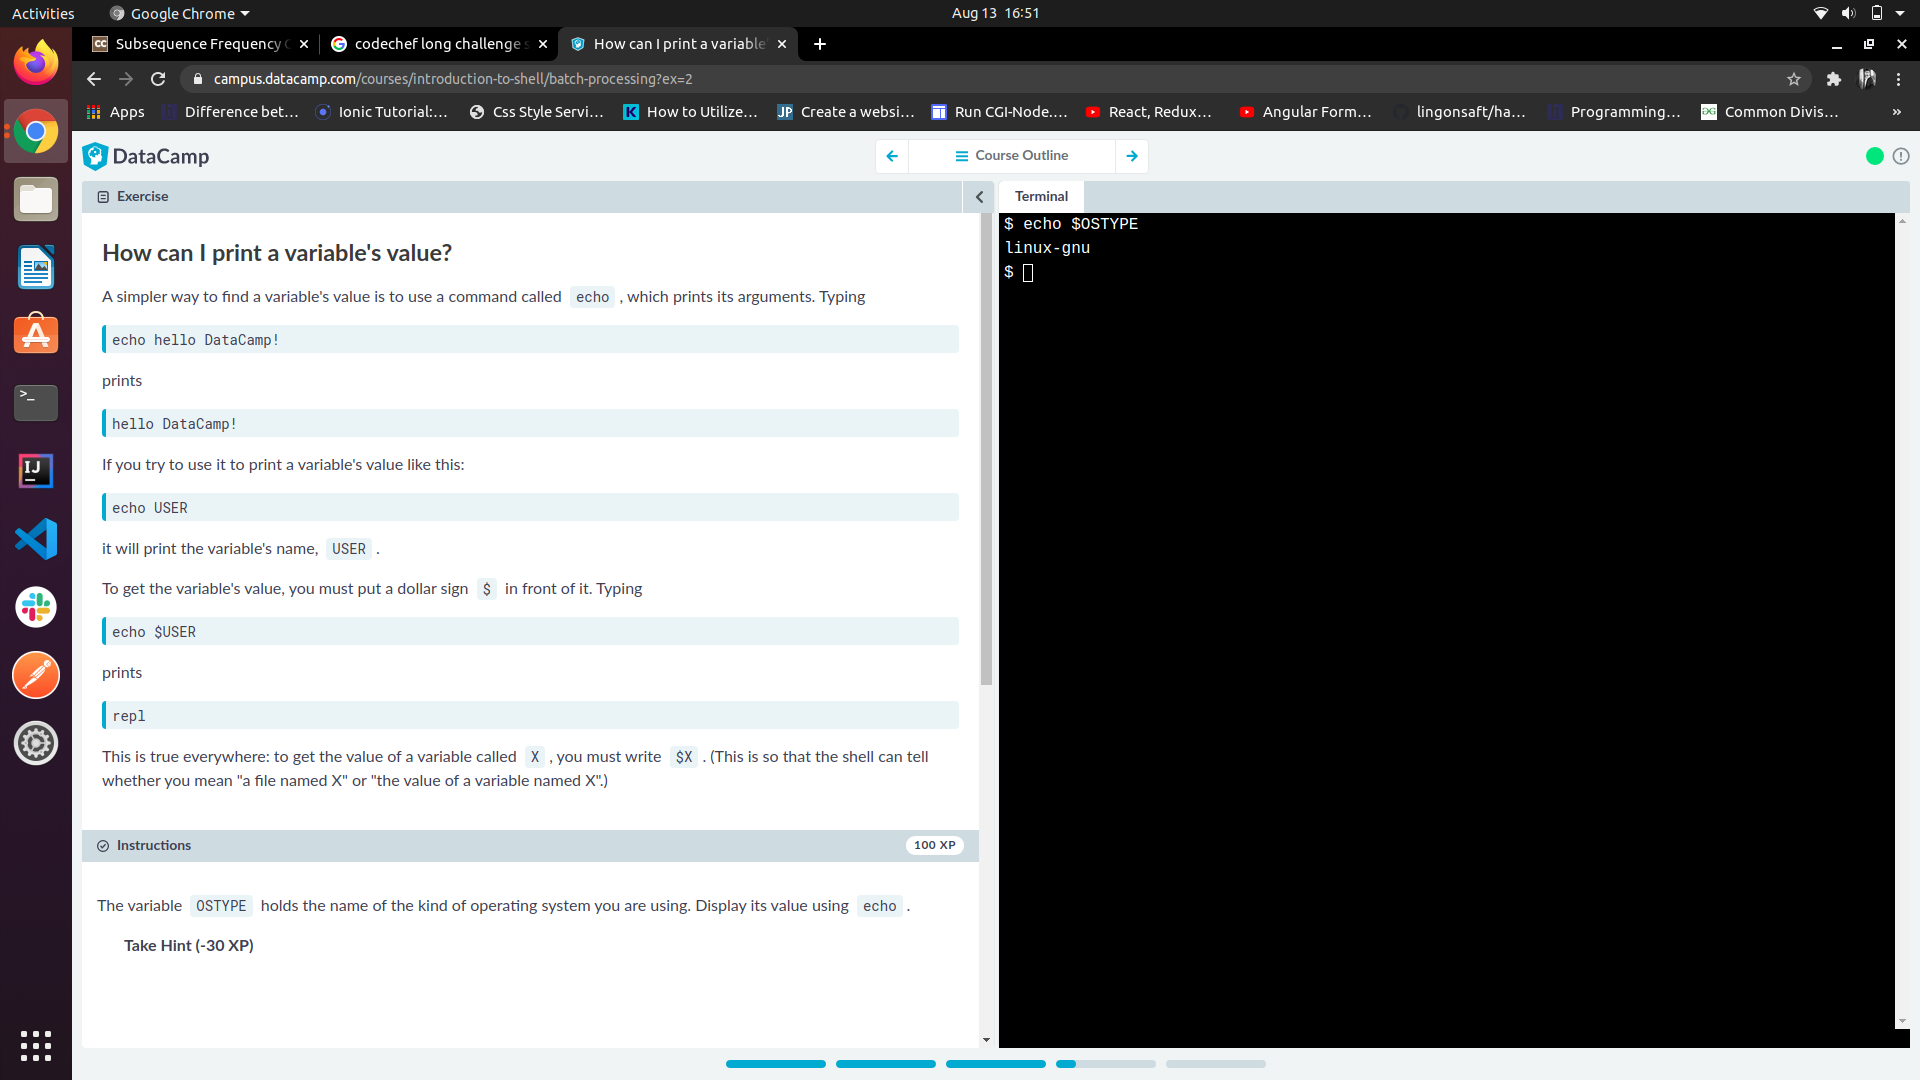 Activities
Google Chrome
Aug 13 16:51
CC
Subsequence Frequency C
codechef long challenge s
How can I print a variable'
campus.datacamp.com/courses/introduction-to-shell/batch-processing?ex=2
Apps
Difference bet…
Ionic Tutorial:…
Css Style Servi…
K
How to Utilize…
JP
Create a websi…
Run CGI-Node.…
React, Redux…
Angular Form…
lingonsaft/ha…
Programming…
Common Divis…
»
DataCamp
Course Outline
Exercise
Terminal
$ echo $OSTYPE
linux-gnu
$
How can I print a variable's value?
A simpler way to find a variable's value is to use a command called echo , which prints its arguments. Typing
echo hello DataCamp!
prints
hello DataCamp!
If you try to use it to print a variable's value like this:
echo USER
it will print the variable's name, USER .
To get the variable's value, you must put a dollar sign $ in front of it. Typing
echo $USER
prints
repl
This is true everywhere: to get the value of a variable called X , you must write $X . (This is so that the shell can tell
whether you mean "a file named X" or "the value of a variable named X".)
Instructions
100 XP
The variable OSTYPE holds the name of the kind of operating system you are using. Display its value using echo .
Take Hint (-30 XP)
>_
IJ